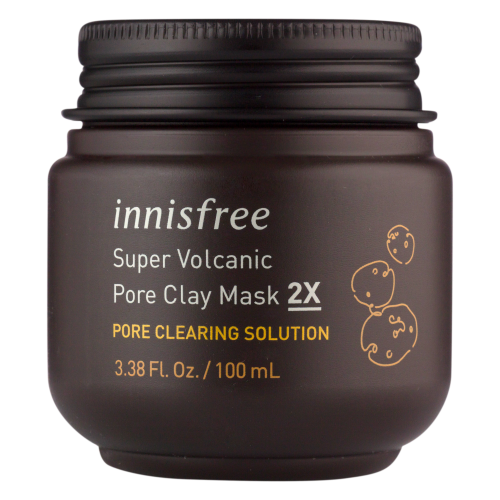 innisfree
Super Volcanic
Pore Clay Mask 2X
PORE CLEARING SOLUTION
3.38 Fl. Oz. / 100 mL